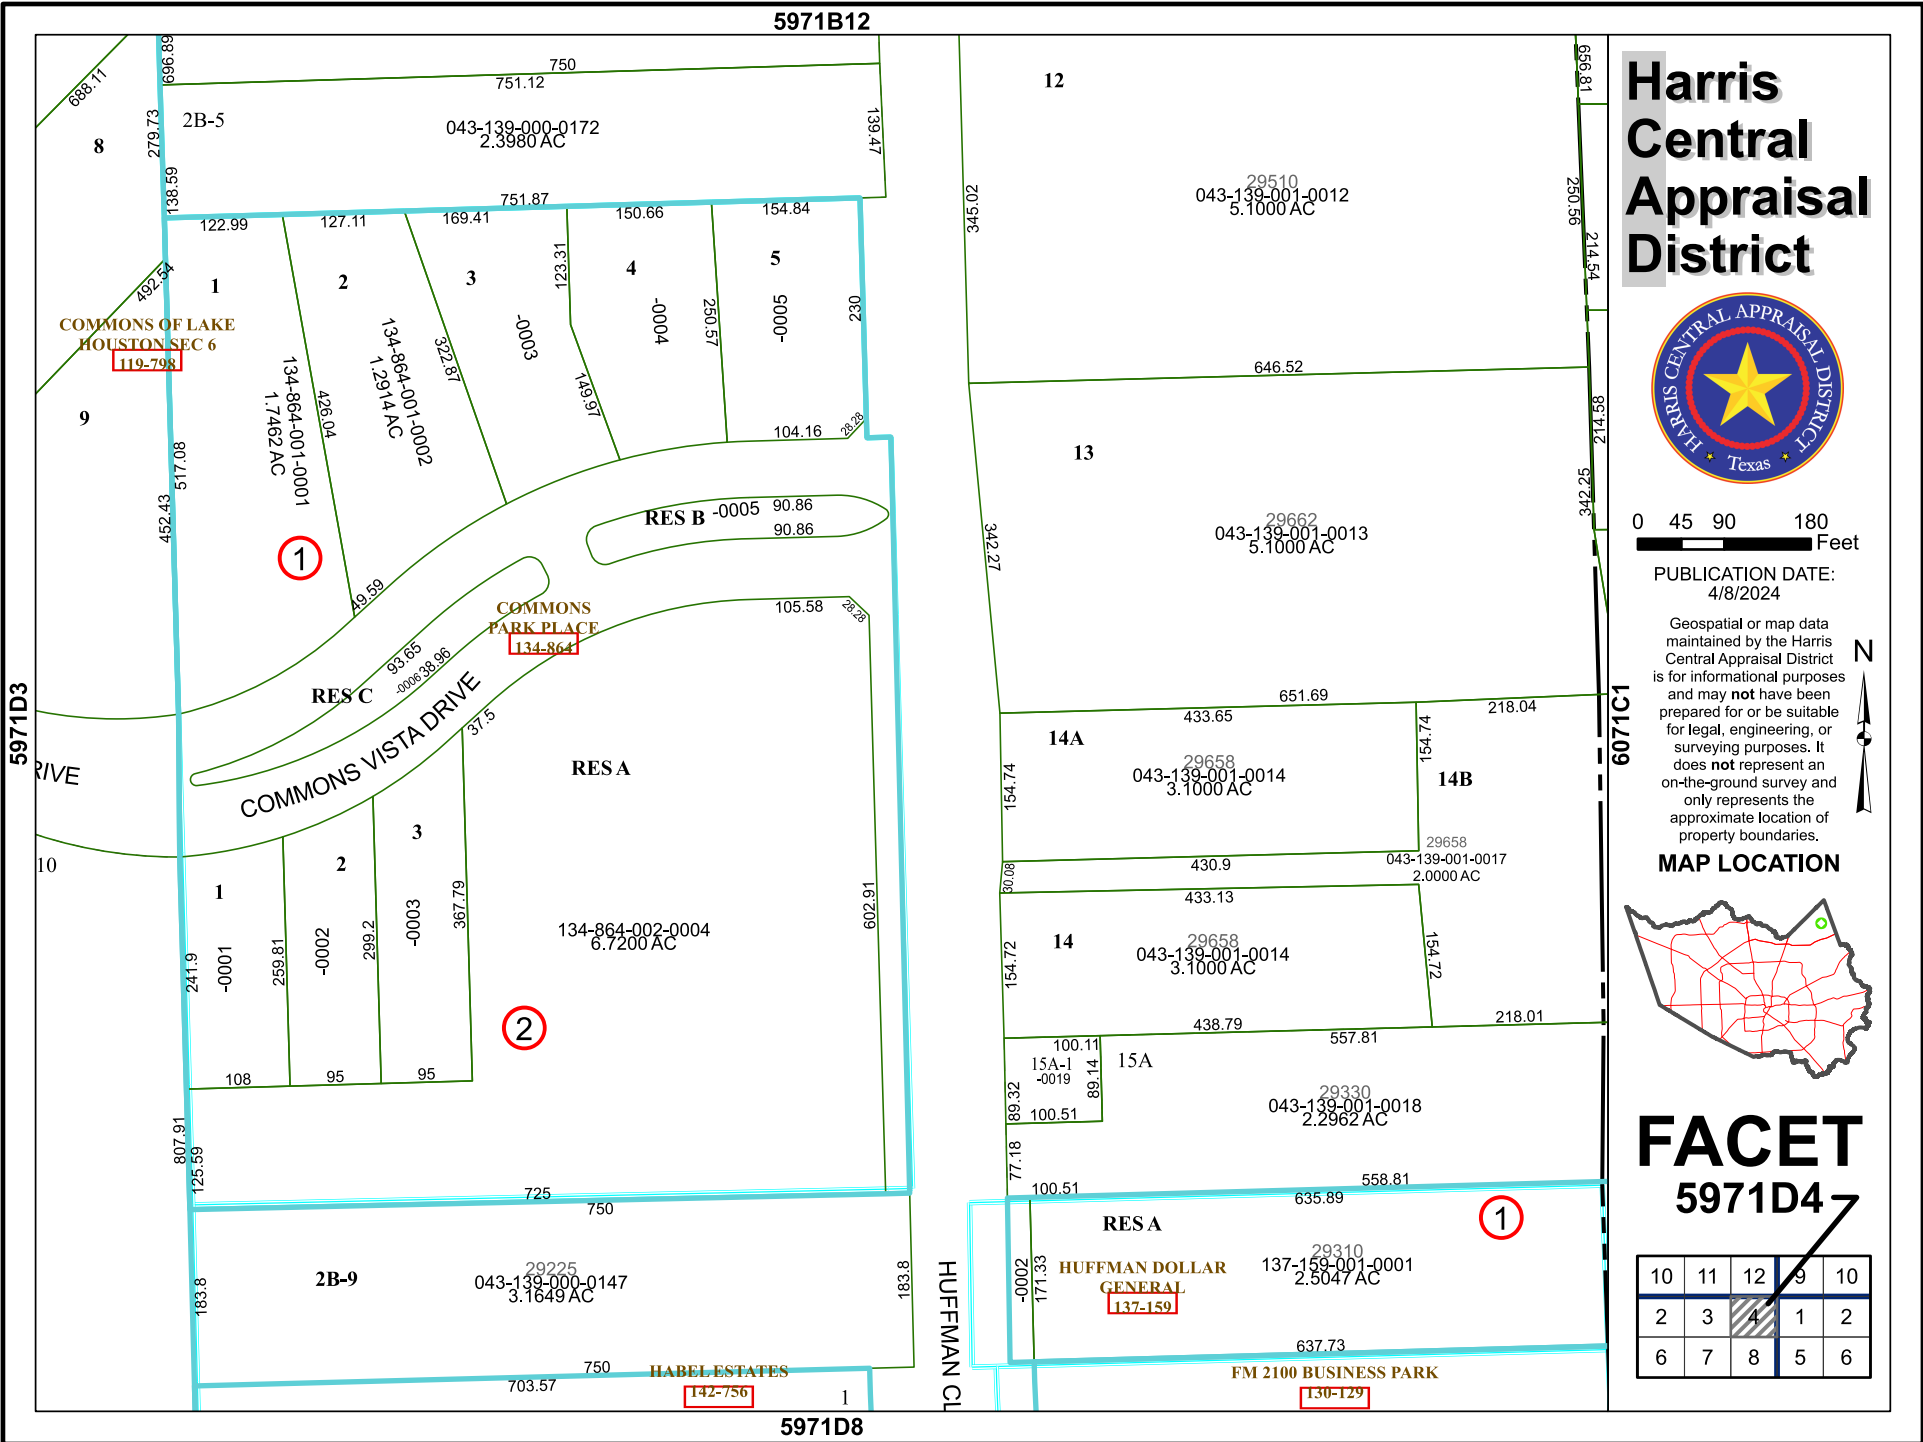 5971B12
688.11
696.89
750
751.12
12
656.81
8
279.73
2B-5
043-139-000-0172
2.3980 AC
139.47
138.59
751.87
122.99
127.11
169.41
150.66
154.84
345.02
29510
043-139-001-0012
5.1000 AC
250.56
214.54
492.54
1
2
3
4
5
123.31
-0003
-0004
250.57
-0005
230
COMMONS OF LAKE
HOUSTON SEC 6
119-798
134-864-001-0001
1.7462 AC
426.04
134-864-001-0002
1.2914 AC
322.87
149.97
646.52
9
517.08
452.43
104.16
28.28
13
214.58
342.25
1
RES B
-0005
90.86
90.86
342.27
29662
043-139-001-0013
5.1000 AC
49.59
COMMONS
PARK PLACE
134-864
105.58
28.28
93.65
-0006
38.96
RES C
COMMONS VISTA DRIVE
37.5
5971D3
RIVE
10
RES A
651.69
433.65
218.04
14A
154.74
29658
043-139-001-0014
3.1000 AC
154.74
14B
29658
043-139-001-0017
2.0000 AC
430.9
30.08
433.13
1
2
3
241.9
-0001
259.81
-0002
299.2
-0003
367.79
134-864-002-0004
6.7200 AC
602.91
14
154.72
29658
043-139-001-0014
3.1000 AC
154.72
2
108
95
95
438.79
218.01
557.81
100.11
15A-1
-0019
89.14
15A
89.32
100.51
29330
043-139-001-0018
2.2962 AC
807.91
125.59
77.18
725
750
100.51
558.81
635.89
183.8
2B-9
29225
043-139-000-0147
3.1649 AC
183.8
HUFFMAN CL
-0002
171.33
RES A
HUFFMAN DOLLAR
GENERAL
137-159
29310
137-159-001-0001
2.5047 AC
1
637.73
750
703.57
HABEL ESTATES
142-756
1
FM 2100 BUSINESS PARK
130-129
5971D8
6071C1
Harris
Central
Appraisal
District
HARRIS CENTRAL APPRAISAL DISTRICT
Texas
0 45 90 180
Feet
PUBLICATION DATE:
4/8/2024
Geospatial or map data
maintained by the Harris
Central Appraisal District
is for informational purposes
and may not have been
prepared for or be suitable
for legal, engineering, or
surveying purposes. It
does not represent an
on-the-ground survey and
only represents the
approximate location of
property boundaries.
N
MAP LOCATION
FACET
5971D4
10 11 12 9 10
2 3 4 1 2
6 7 8 5 6